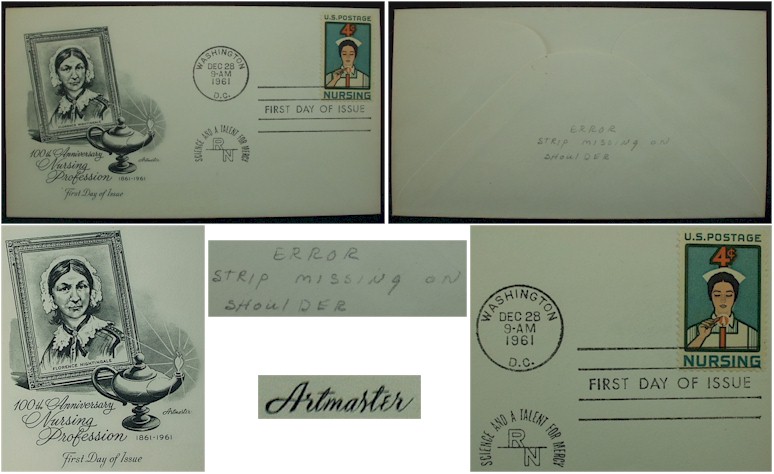 FLORENCE NIGHTINGALE
100th Anniversary
Nursing
Profession 1861-1961
First Day of Issue
Artmaster
WASHINGTON
DEC 28
9-AM
1961
D.C.
U.S. POSTAGE
4¢
NURSING
FIRST DAY OF ISSUE
SCIENCE AND A TALENT FOR MERCY
RN
ERROR
STRIP MISSING ON
SHOULDER
FLORENCE NIGHTINGALE
100th Anniversary
Nursing
Profession 1861-1961
First Day of Issue
Artmaster
ERROR
STRIP MISSING ON
SHOULDER
Artmaster
WASHINGTON
DEC 28
9-AM
1961
D.C.
U.S. POSTAGE
4¢
NURSING
FIRST DAY OF ISSUE
SCIENCE AND A TALENT FOR MERCY
RN